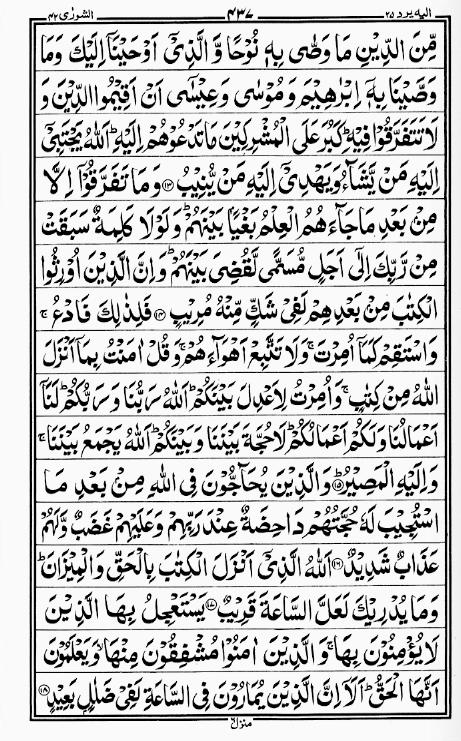 اليه يرد ٢٥ ٤٣٧ الشورى ٤٢
مِّنَ الدِّيْنِ مَا وَصّٰى بِهٖ نُوْحًا وَّالَّذِيْٓ اَوْحَيْنَآ اِلَيْكَ وَمَا
وَصَّيْنَا بِهٖٓ اِبْرٰهِيْمَ وَمُوْسٰى وَعِيْسٰٓى اَنْ اَقِيْمُوا الدِّيْنَ وَ
لَا تَتَفَرَّقُوْا فِيْهِ ؕ كَبُرَ عَلَى الْمُشْرِكِيْنَ مَا تَدْعُوْهُمْ اِلَيْهِ ؕ اَللّٰهُ يَجْتَبِيْٓ
اِلَيْهِ مَنْ يَّشَآءُ وَيَهْدِيْٓ اِلَيْهِ مَنْ يُّنِيْبُ ۝١٣ وَمَا تَفَرَّقُوْٓا اِلَّا
مِنْۢ بَعْدِ مَا جَآءَهُمُ الْعِلْمُ بَغْيًۢا بَيْنَهُمْ ؕ وَلَوْلَا كَلِمَةٌ سَبَقَتْ
مِنْ رَّبِّكَ اِلٰٓى اَجَلٍ مُّسَمًّى لَّقُضِيَ بَيْنَهُمْ ؕ وَاِنَّ الَّذِيْنَ اُوْرِثُوا
الْكِتٰبَ مِنْۢ بَعْدِهِمْ لَفِيْ شَكٍّ مِّنْهُ مُرِيْبٍ ۝١٤ فَلِذٰلِكَ فَادْعُ ۚ
وَاسْتَقِمْ كَمَآ اُمِرْتَ ۚ وَلَا تَتَّبِعْ اَهْوَآءَهُمْ ۚ وَقُلْ اٰمَنْتُ بِمَآ اَنْزَلَ
اللّٰهُ مِنْ كِتٰبٍ ۚ وَاُمِرْتُ لِاَعْدِلَ بَيْنَكُمْ ؕ اَللّٰهُ رَبُّنَا وَرَبُّكُمْ ؕ لَنَآ
اَعْمَالُنَا وَلَكُمْ اَعْمَالُكُمْ ؕ لَا حُجَّةَ بَيْنَنَا وَبَيْنَكُمْ ؕ اَللّٰهُ يَجْمَعُ بَيْنَنَا ۚ
وَاِلَيْهِ الْمَصِيْرُ ۝١٥ وَالَّذِيْنَ يُحَآجُّوْنَ فِي اللّٰهِ مِنْۢ بَعْدِ مَا
اسْتُجِيْبَ لَهٗ حُجَّتُهُمْ دَاحِضَةٌ عِنْدَ رَبِّهِمْ وَعَلَيْهِمْ غَضَبٌ وَّلَهُمْ
عَذَابٌ شَدِيْدٌ ۝١٦ اَللّٰهُ الَّذِيْٓ اَنْزَلَ الْكِتٰبَ بِالْحَقِّ وَالْمِيْزَانَ ؕ
وَمَا يُدْرِيْكَ لَعَلَّ السَّاعَةَ قَرِيْبٌ ۝١٧ يَسْتَعْجِلُ بِهَا الَّذِيْنَ
لَا يُؤْمِنُوْنَ بِهَا ۚ وَالَّذِيْنَ اٰمَنُوْا مُشْفِقُوْنَ مِنْهَا ۙ وَيَعْلَمُوْنَ
اَنَّهَا الْحَقُّ ؕ اَلَآ اِنَّ الَّذِيْنَ يُمَارُوْنَ فِي السَّاعَةِ لَفِيْ ضَلٰلٍۢ بَعِيْدٍ ۝١٨
منزل ٦